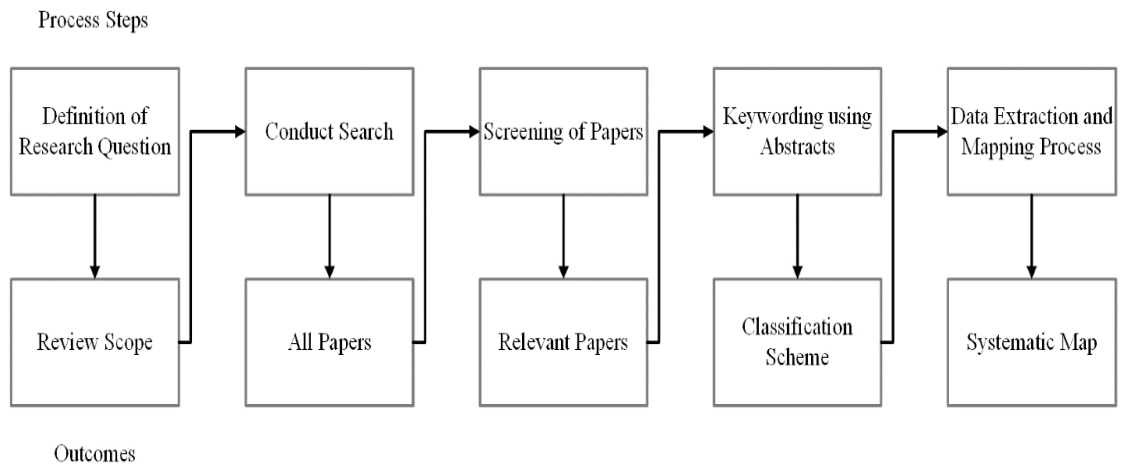 Process Steps
Definition of
Research Question
Conduct Search
Screening of Papers
Keywording using
Abstracts
Data Extraction and
Mapping Process
Review Scope
All Papers
Relevant Papers
Classification
Scheme
Systematic Map
Outcomes